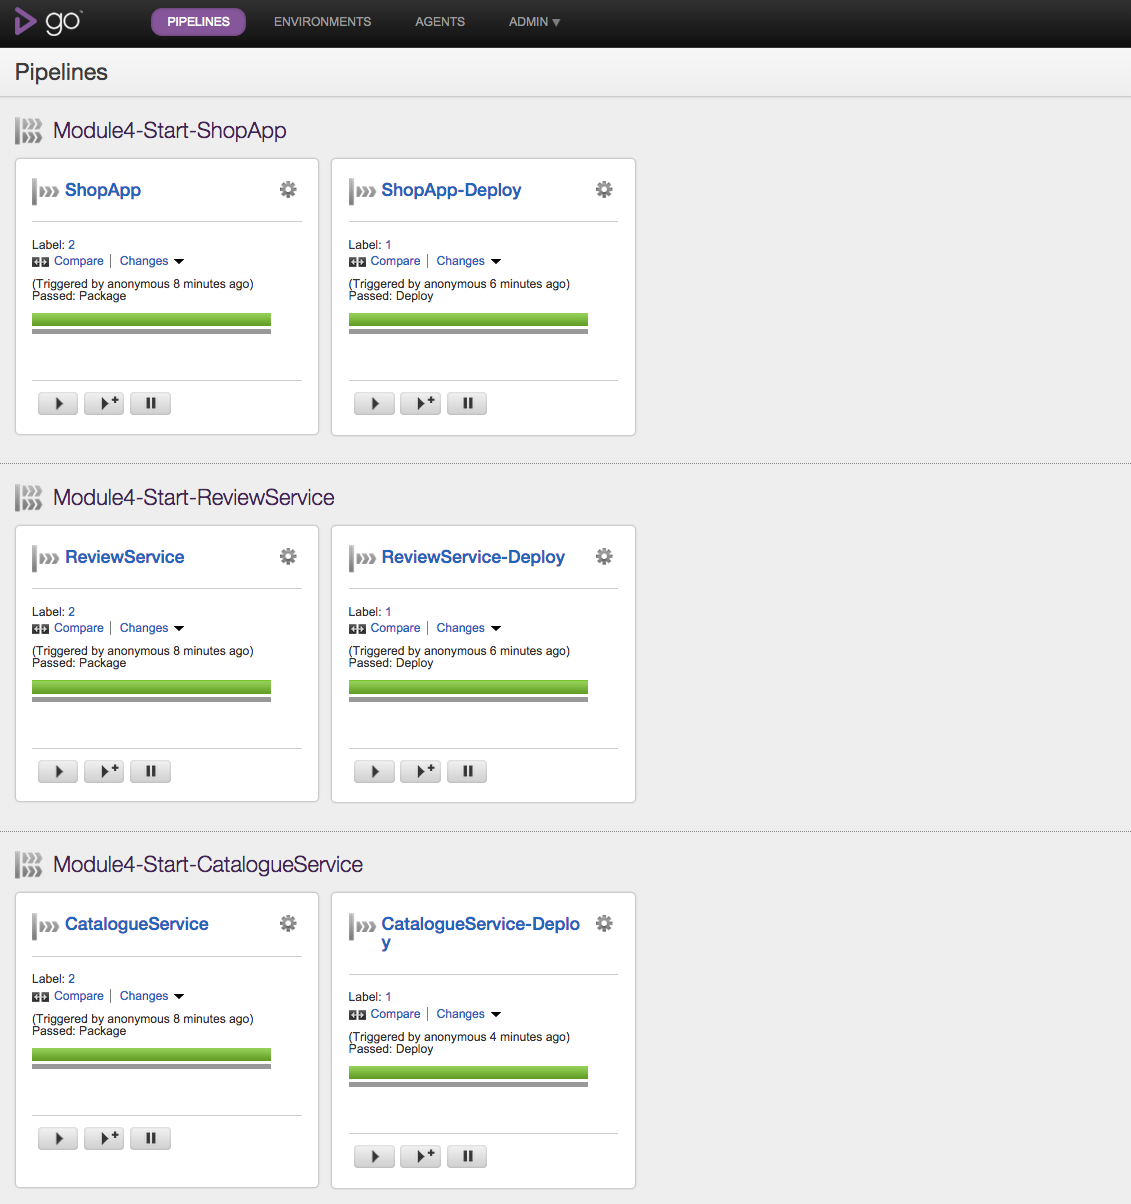 go™
PIPELINES ENVIRONMENTS AGENTS ADMIN ▼
Pipelines
Module4-Start-ShopApp
ShopApp
Label: 2
Compare | Changes
(Triggered by anonymous 8 minutes ago)
Passed: Package
ShopApp-Deploy
Label: 1
Compare | Changes
(Triggered by anonymous 6 minutes ago)
Passed: Deploy
Module4-Start-ReviewService
ReviewService
Label: 2
Compare | Changes
(Triggered by anonymous 8 minutes ago)
Passed: Package
ReviewService-Deploy
Label: 1
Compare | Changes
(Triggered by anonymous 6 minutes ago)
Passed: Deploy
Module4-Start-CatalogueService
CatalogueService
Label: 2
Compare | Changes
(Triggered by anonymous 8 minutes ago)
Passed: Package
CatalogueService-Deplo
y
Label: 1
Compare | Changes
(Triggered by anonymous 4 minutes ago)
Passed: Deploy